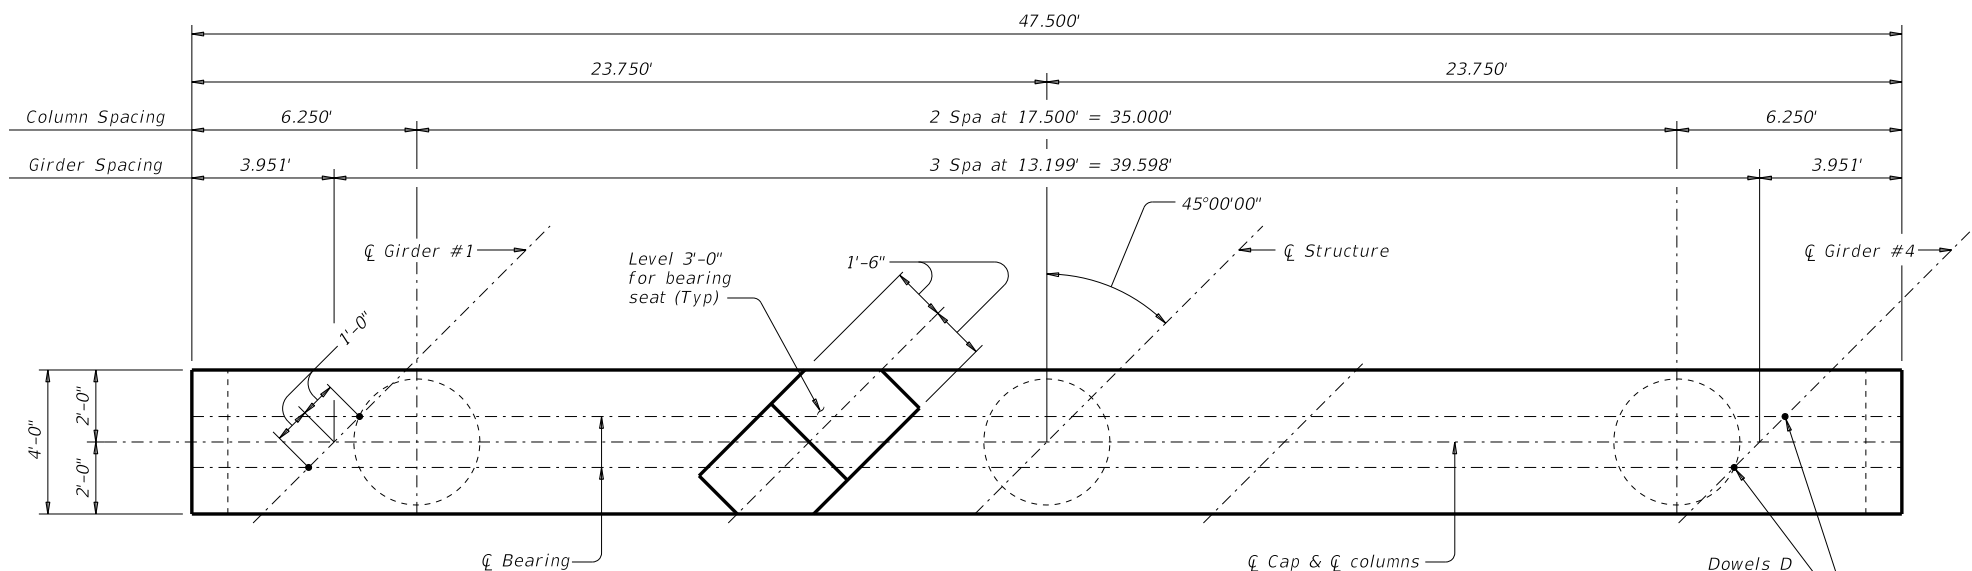 47.500'
23.750'
23.750'
Column Spacing
6.250'
2 Spa at 17.500' = 35.000'
6.250'
Girder Spacing
3.951'
3 Spa at 13.199' = 39.598'
3.951'
45°00'00"
℄ Girder #1
℄ Structure
℄ Girder #4
Level 3'-0"
for bearing
seat (Typ)
1'-6"
1'-0"
4'-0"
2'-0"
2'-0"
℄ Bearing
℄ Cap & ℄ columns
Dowels D